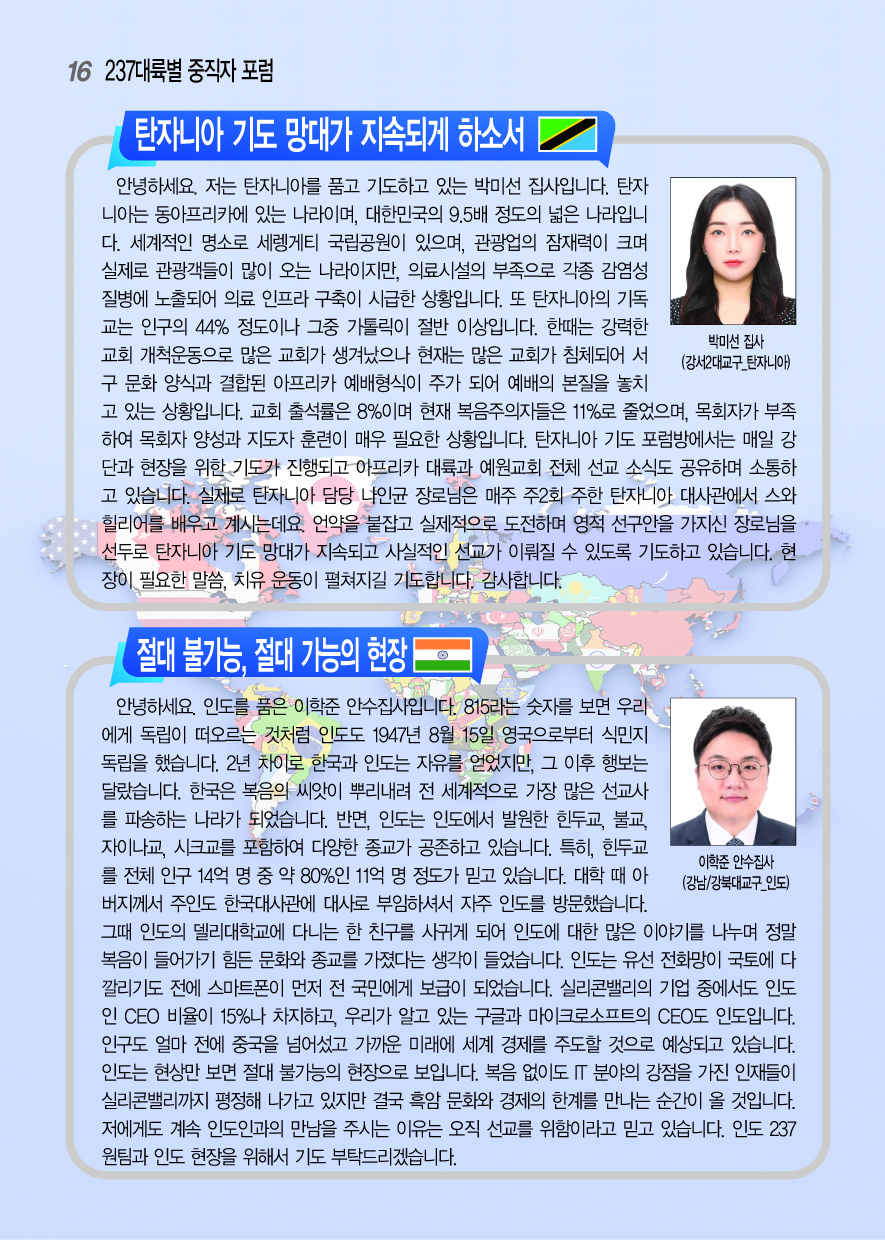 16 237대륙별 중직자 포럼
탄자니아 기도 망대가 지속되게 하소서
안녕하세요. 저는 탄자니아를 품고 기도하고 있는 박미선 집사입니다. 탄자
니아는 동아프리카에 있는 나라이며, 대한민국의 9.5배 정도의 넓은 나라입니
다. 세계적인 명소로 세렝게티 국립공원이 있으며, 관광업의 잠재력이 크며
실제로 관광객들이 많이 오는 나라이지만, 의료시설의 부족으로 각종 감염성
질병에 노출되어 의료 인프라 구축이 시급한 상황입니다. 또 탄자니아의 기독
교는 인구의 44% 정도이나 그중 가톨릭이 절반 이상입니다. 한때는 강력한
교회 개척운동으로 많은 교회가 생겨났으나 현재는 많은 교회가 침체되어 서
구 문화 양식과 결합된 아프리카 예배형식이 주가 되어 예배의 본질을 놓치
고 있는 상황입니다. 교회 출석률은 8%이며 현재 복음주의자들은 11%로 줄었으며, 목회자가 부족
하여 목회자 양성과 지도자 훈련이 매우 필요한 상황입니다. 탄자니아 기도 포럼방에서는 매일 강
단과 현장을 위한 기도가 진행되고 아프리카 대륙과 예원교회 전체 선교 소식도 공유하며 소통하
고 있습니다. 실제로 탄자니아 담당 나인균 장로님은 매주 주2회 주한 탄자니아 대사관에서 스와
힐리어를 배우고 계시는데요. 언약을 붙잡고 실제적으로 도전하며 영적 선구안을 가지신 장로님을
선두로 탄자니아 기도 망대가 지속되고 사실적인 선교가 이뤄질 수 있도록 기도하고 있습니다. 현
장이 필요한 말씀, 치유 운동이 펼쳐지길 기도합니다. 감사합니다.
박미선 집사
(강서2대교구_탄자니아)
절대 불가능, 절대 가능의 현장
안녕하세요. 인도를 품은 이학준 안수집사입니다. 815라는 숫자를 보면 우리
에게 독립이 떠오르는 것처럼 인도도 1947년 8월 15일 영국으로부터 식민지
독립을 했습니다. 2년 차이로 한국과 인도는 자유를 얻었지만, 그 이후 행보는
달랐습니다. 한국은 복음의 씨앗이 뿌리내려 전 세계적으로 가장 많은 선교사
를 파송하는 나라가 되었습니다. 반면, 인도는 인도에서 발원한 힌두교, 불교,
자이나교, 시크교를 포함하여 다양한 종교가 공존하고 있습니다. 특히, 힌두교
를 전체 인구 14억 명 중 약 80%인 11억 명 정도가 믿고 있습니다. 대학 때 아
버지께서 주인도 한국대사관에 대사로 부임하셔서 자주 인도를 방문했습니다.
그때 인도의 델리대학교에 다니는 한 친구를 사귀게 되어 인도에 대한 많은 이야기를 나누며 정말
복음이 들어가기 힘든 문화와 종교를 가졌다는 생각이 들었습니다. 인도는 유선 전화망이 국토에 다
깔리기도 전에 스마트폰이 먼저 전 국민에게 보급이 되었습니다. 실리콘밸리의 기업 중에서도 인도
인 CEO 비율이 15%나 차지하고, 우리가 알고 있는 구글과 마이크로소프트의 CEO도 인도입니다.
인구도 얼마 전에 중국을 넘어섰고 가까운 미래에 세계 경제를 주도할 것으로 예상되고 있습니다.
인도는 현상만 보면 절대 불가능의 현장으로 보입니다. 복음 없이도 IT 분야의 강점을 가진 인재들이
실리콘밸리까지 평정해 나가고 있지만 결국 흑암 문화와 경제의 한계를 만나는 순간이 올 것입니다.
저에게도 계속 인도인과의 만남을 주시는 이유는 오직 선교를 위함이라고 믿고 있습니다. 인도 237
원팀과 인도 현장을 위해서 기도 부탁드리겠습니다.
이학준 안수집사
(강남/강북대교구_인도)